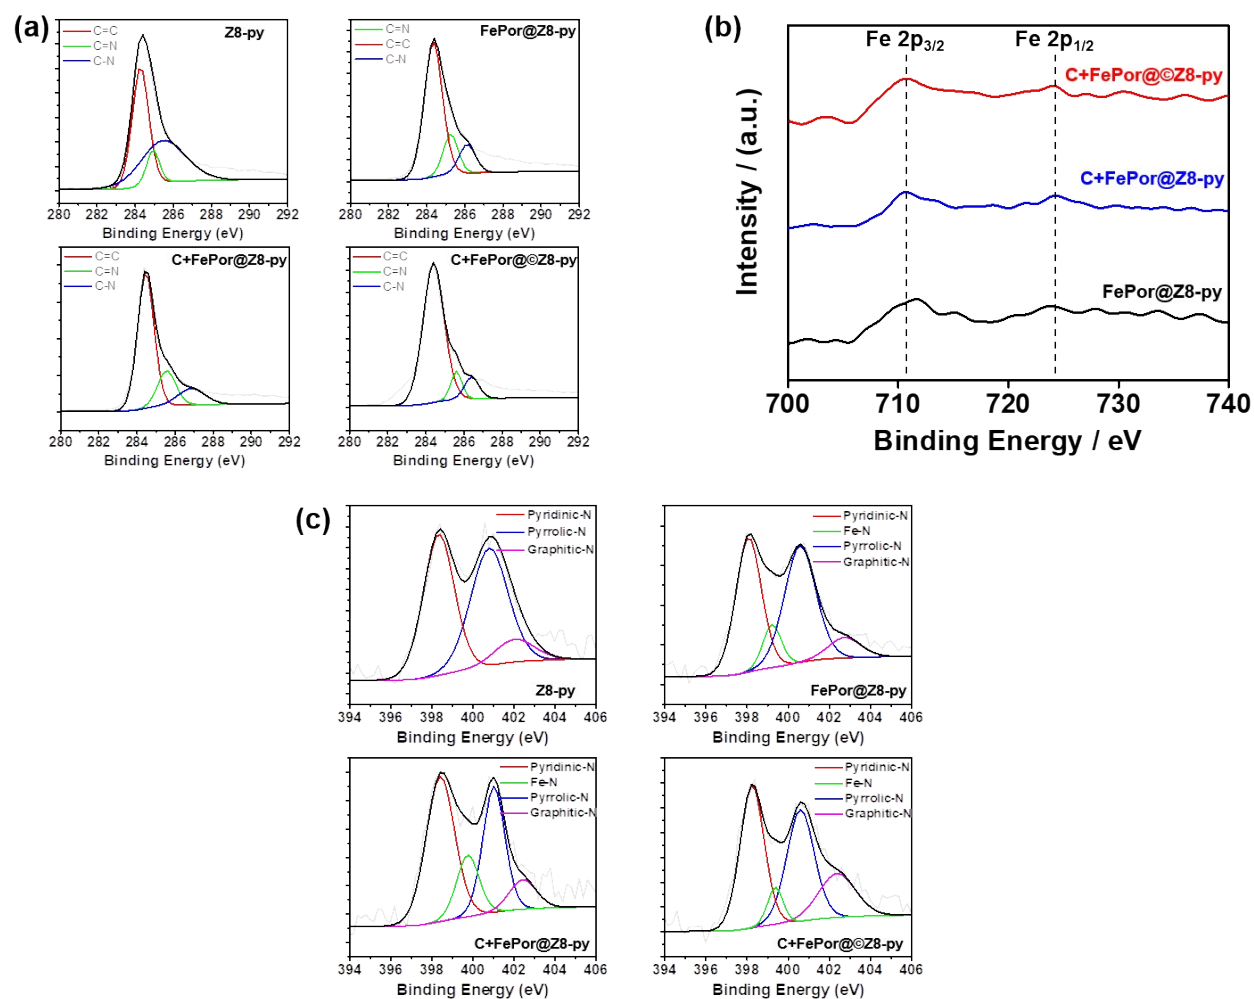 (a)
C=C
C=N
C-N
Z8-py
280 282 284 286 288 290 292
Binding Energy (eV)
C=N
C=C
C-N
FePor@Z8-py
280 282 284 286 288 290 292
Binding Energy (eV)
C=C
C=N
C-N
C+FePor@Z8-py
280 282 284 286 288 290 292
Binding Energy (eV)
C=C
C=N
C-N
C+FePor@©Z8-py
280 282 284 286 288 290 292
Binding Energy (eV)
(b)
Fe 2p3/2 Fe 2p1/2
C+FePor@©Z8-py
C+FePor@Z8-py
FePor@Z8-py
Intensity / (a.u.)
700 710 720 730 740
Binding Energy / eV
(c)
Pyridinic-N
Pyrrolic-N
Graphitic-N
Z8-py
394 396 398 400 402 404 406
Binding Energy (eV)
Pyridinic-N
Fe-N
Pyrrolic-N
Graphitic-N
FePor@Z8-py
394 396 398 400 402 404 406
Binding Energy (eV)
Pyridinic-N
Fe-N
Pyrrolic-N
Graphitic-N
C+FePor@Z8-py
394 396 398 400 402 404 406
Binding Energy (eV)
Pyridinic-N
Fe-N
Pyrrolic-N
Graphitic-N
C+FePor@©Z8-py
394 396 398 400 402 404 406
Binding Energy (eV)